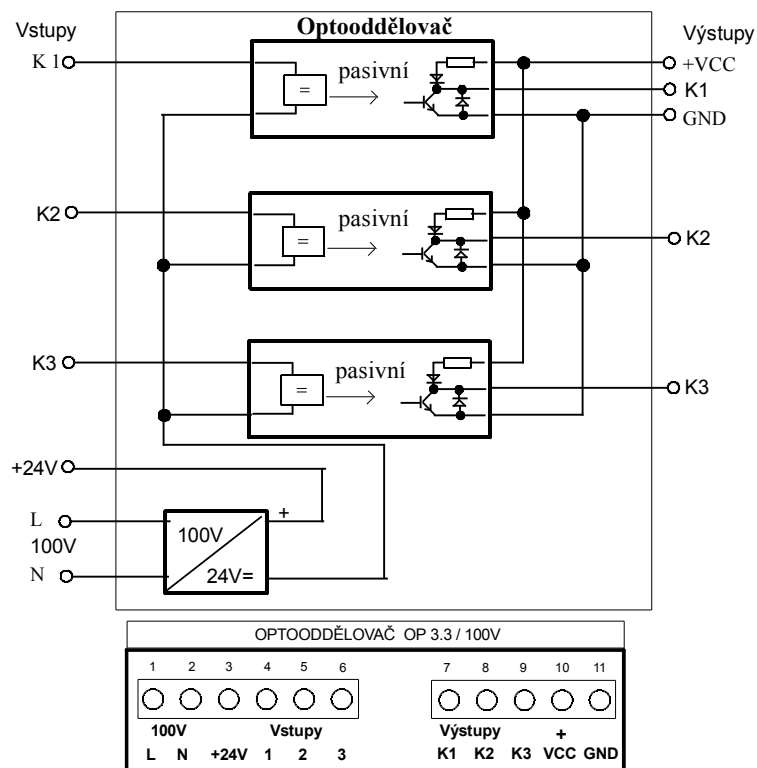 Optooddělovač
Vstupy
Výstupy
K 1
pasivní
=
+VCC
K1
GND
K2
pasivní
=
K2
K3
pasivní
=
K3
+24V
L
100V
N
100V
24V=
+
OPTOODDĚLOVAČ OP 3.3 / 100V
1 2 3 4 5 6 7 8 9 10 11
100V Vstupy Výstupy +
L N +24V 1 2 3 K1 K2 K3 VCC GND